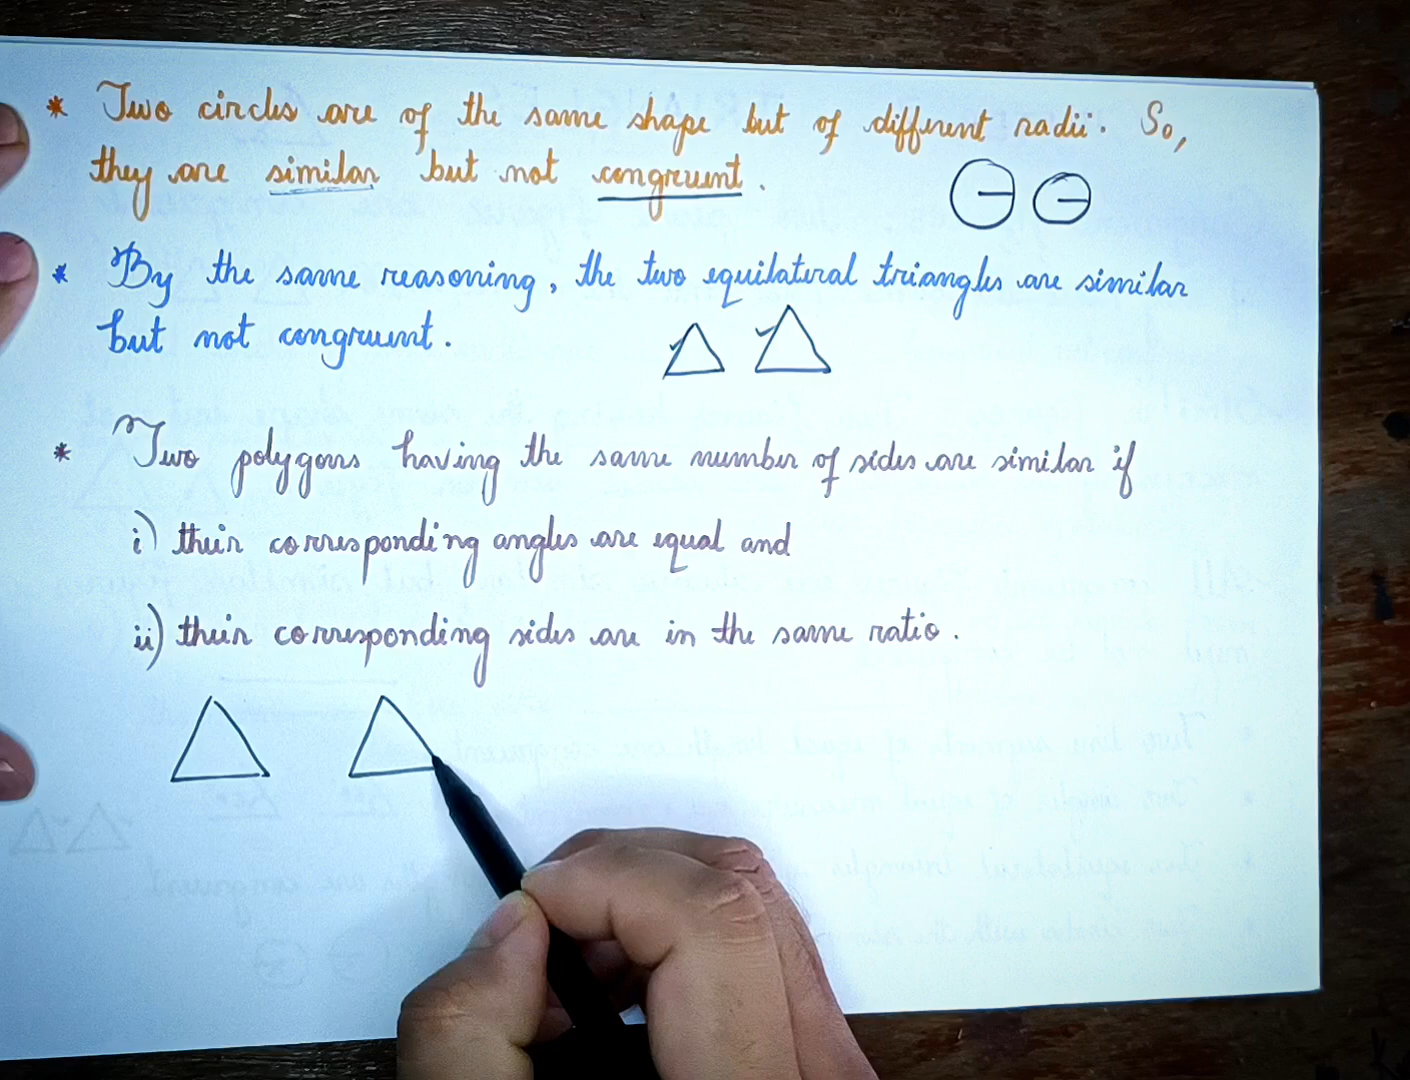 * Two circles are of the same shape but of different radii. So,
they are similar but not congruent.
* By the same reasoning, the two equilateral triangles are similar
but not congruent.
* Two polygons having the same number of sides are similar if
i) their corresponding angles are equal and
ii) their corresponding sides are in the same ratio.